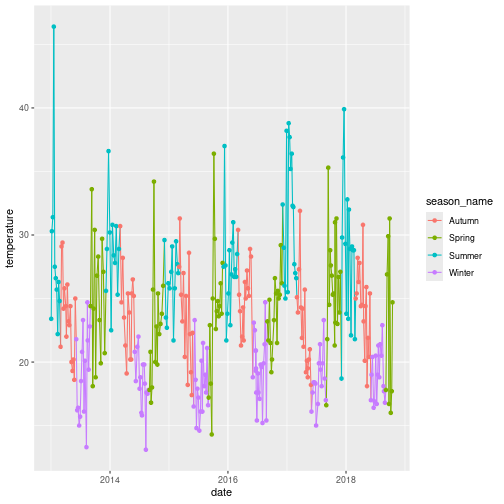 40
30
20
temperature
2014
2016
2018
date
season_name
Autumn
Spring
Summer
Winter